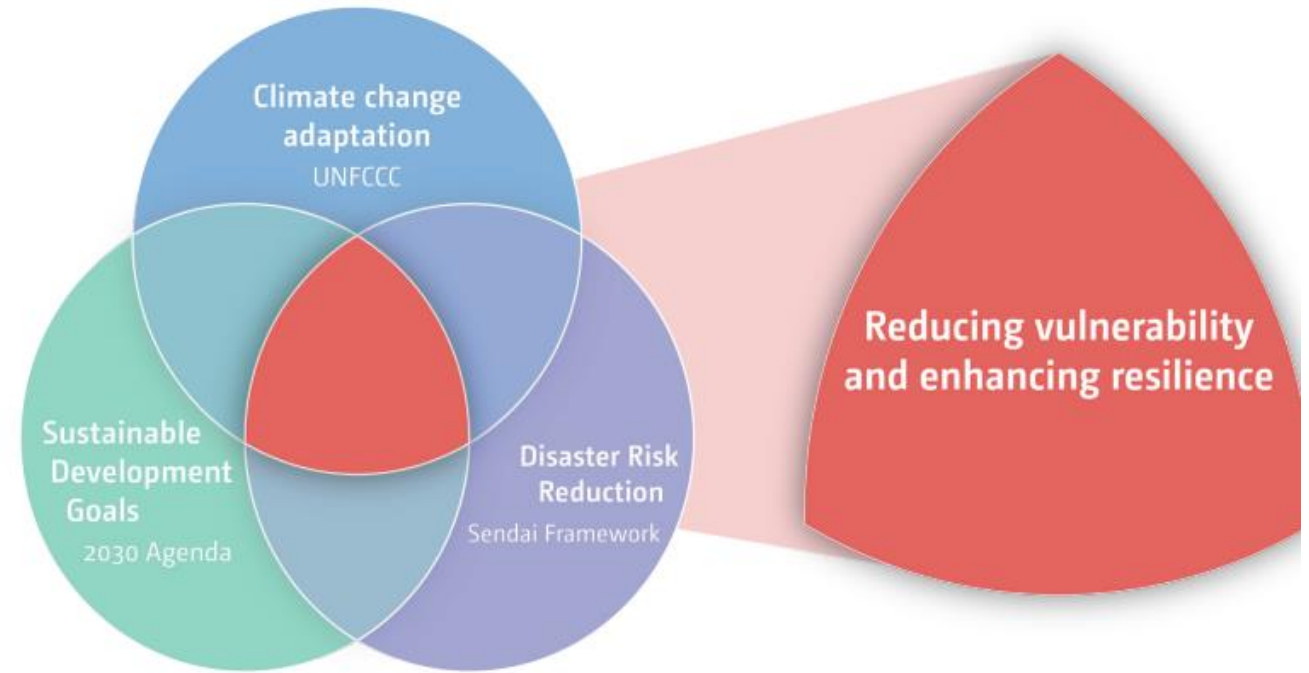 Climate change
adaptation
UNFCCC
Sustainable
Development
Goals
2030 Agenda
Disaster Risk
Reduction
Sendai Framework
Reducing vulnerability
and enhancing resilience